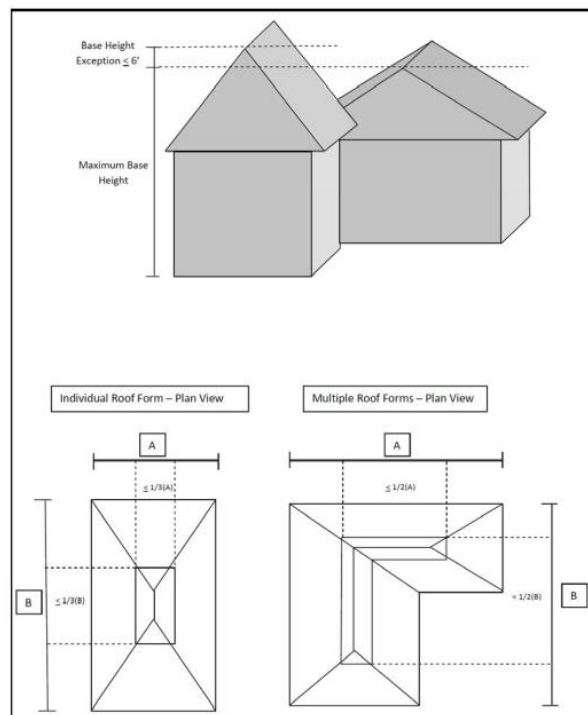 Base Height
Exception ≤ 6'
Maximum Base
Height
Individual Roof Form – Plan View
Multiple Roof Forms – Plan View
A
A
≤ 1/3(A)
≤ 1/2(A)
B
≤ 1/3(B)
< 1/2(B)
B